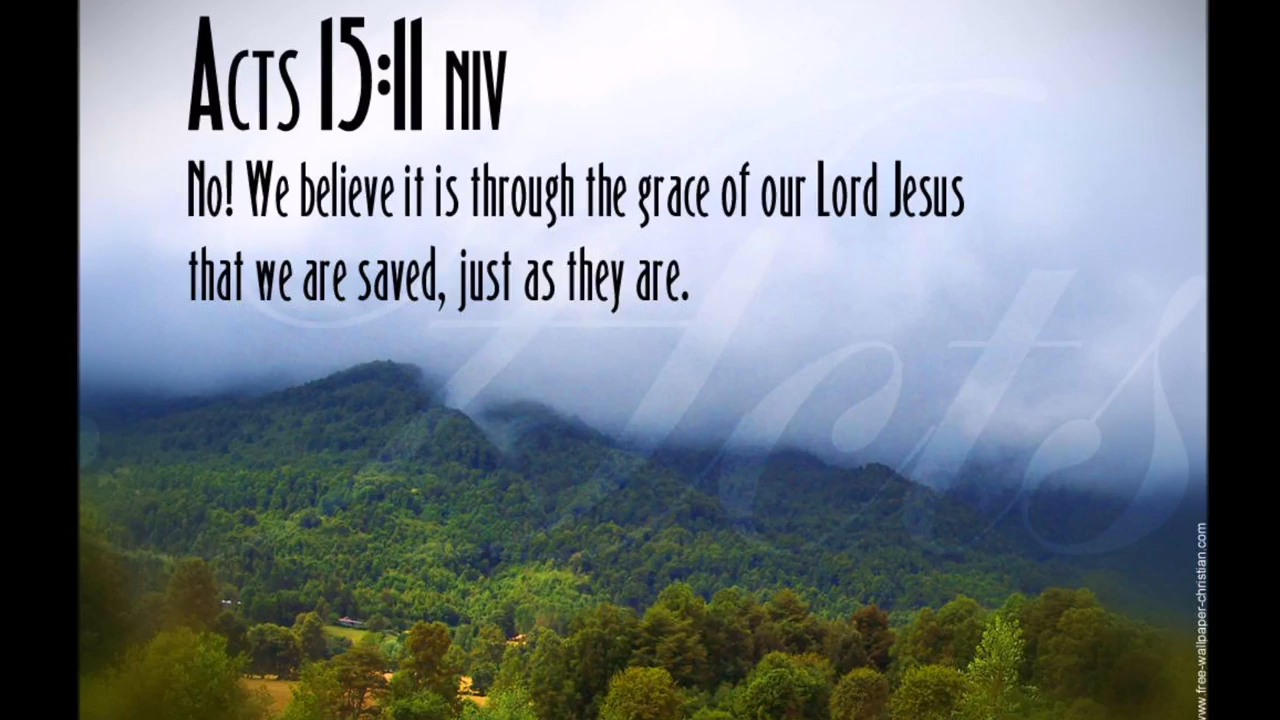 Acts 15:11 NIV
No! We believe it is through the grace of our Lord Jesus
that we are saved, just as they are.
Acts
ww.free-wallpaper-christian.com